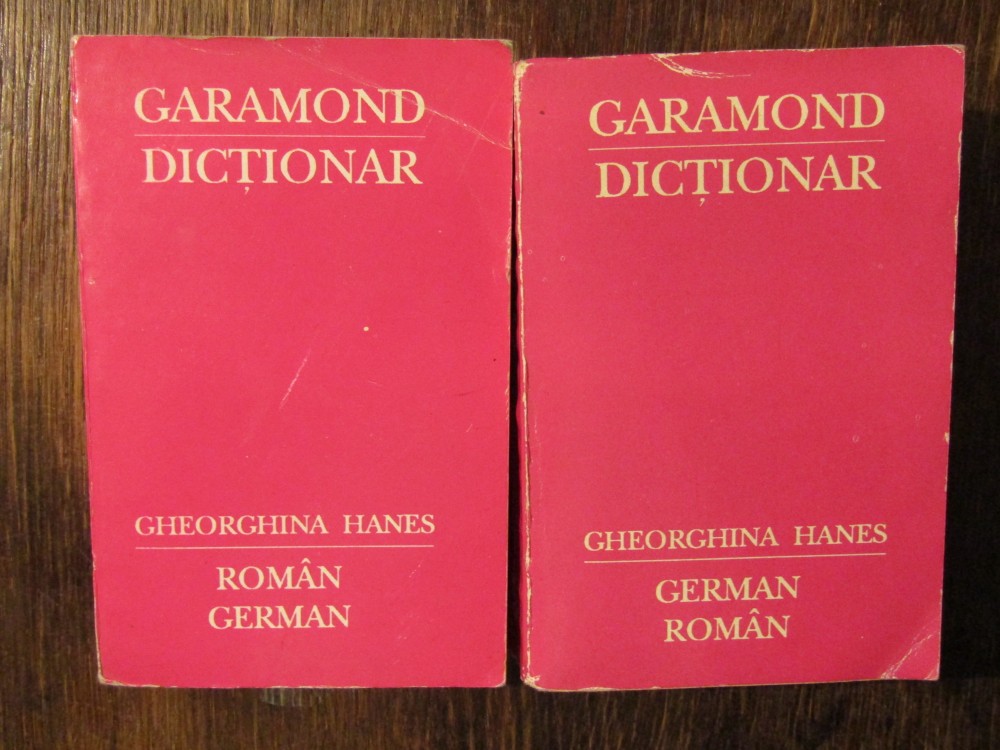 GARAMOND
DICȚIONAR
GHEORGHINA HANES
ROMÂN
GERMAN
GARAMOND
DICȚIONAR
GHEORGHINA HANES
GERMAN
ROMÂN